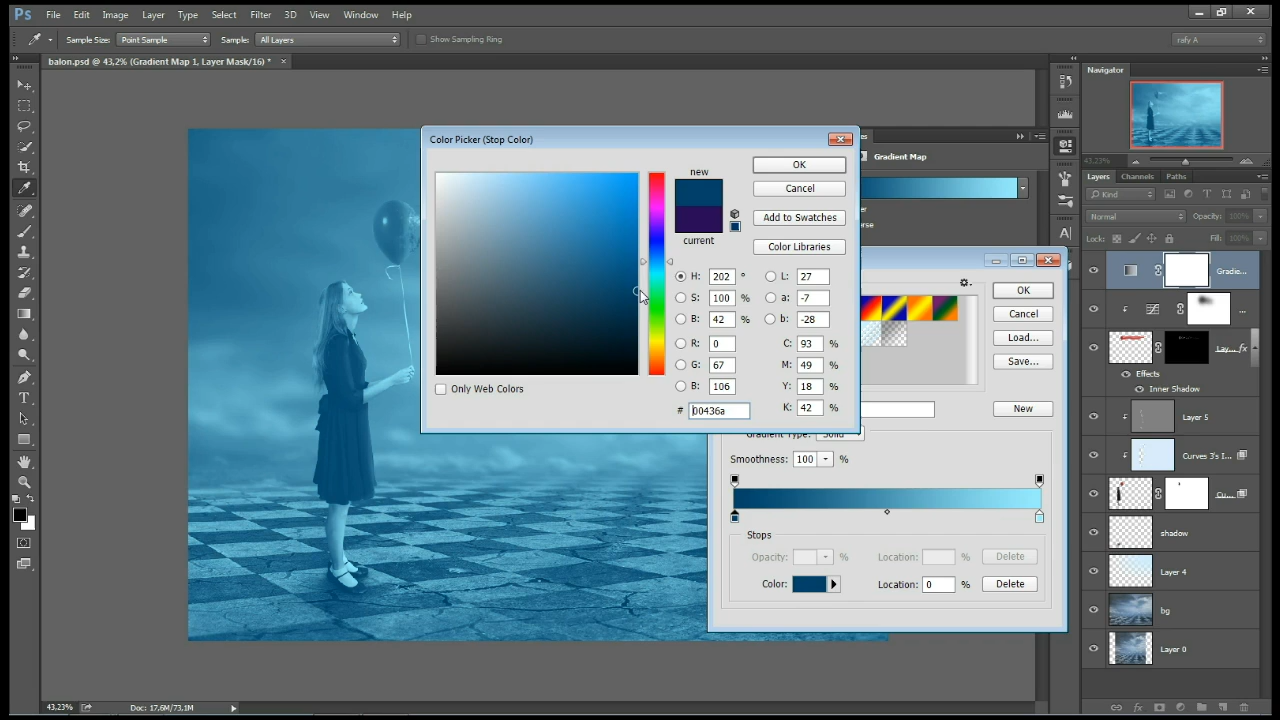 Ps File Edit Image Layer Type Select Filter 3D View Window Help
Sample Size: Point Sample Sample: All Layers Show Sampling Ring rafy A
balon.psd @ 43,2% (Gradient Map 1, Layer Mask/16) * ×
Navigator
43,23%
Layers Channels Paths
Kind
Normal Opacity: 100%
Lock: Fill: 100%
Gradie...
...
Lay... fx
Effects
Inner Shadow
Layer 5
Curves 3's I...
Cu...
shadow
Layer 4
bg
Layer 0
Gradient Map
Color Picker (Stop Color)
new
current
OK
Cancel
Add to Swatches
Color Libraries
H: 202 ° L: 27
S: 100 % a: -7
B: 42 % b: -28
R: 0 C: 93 %
G: 67 M: 49 %
B: 106 Y: 18 %
# 00436a K: 42 %
Only Web Colors
OK
Cancel
Load...
Save...
New
Gradient Type: Solid
Smoothness: 100 %
Stops
Opacity: % Location: % Delete
Color: Location: 0 % Delete
43,23% Doc: 17,6M/73,1M